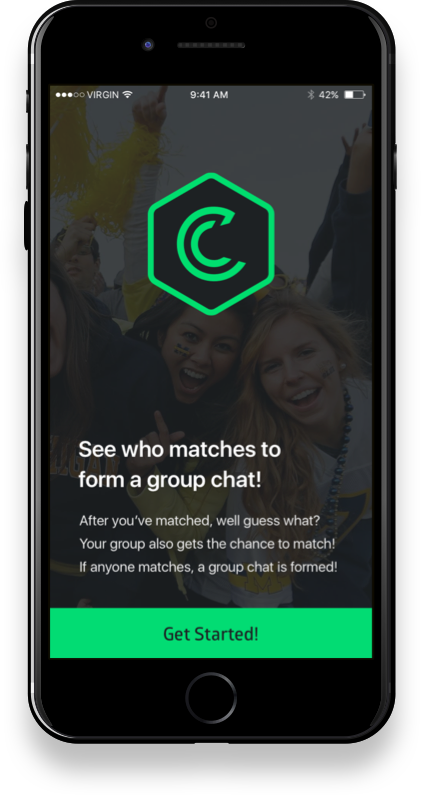 VIRGIN 9:41 AM 42%
C
See who matches to
form a group chat!
After you’ve matched, well guess what?
Your group also gets the chance to match!
If anyone matches, a group chat is formed!
Get Started!